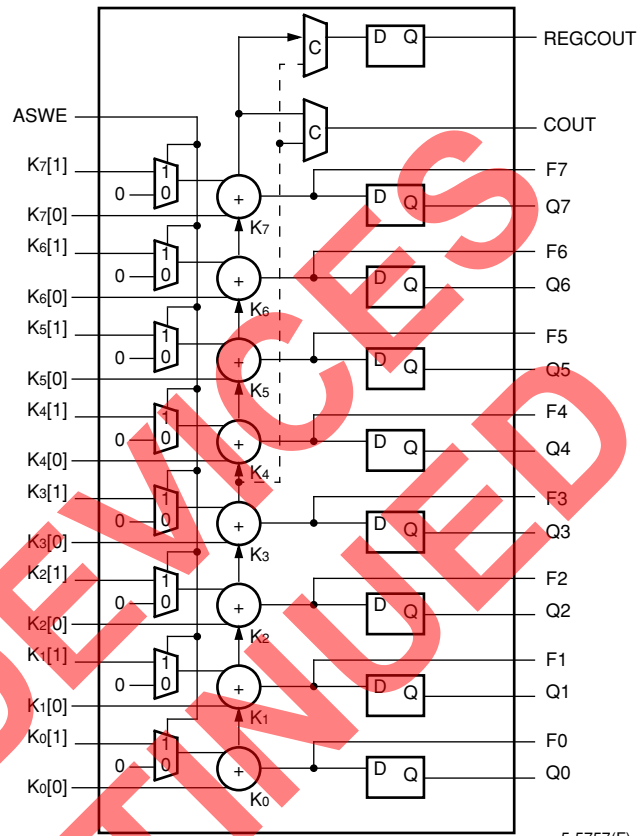 D Q
REGCOUT
C
ASWE
C
COUT
K7[1]
1
0
0
F7
D
Q
Q7
K7[0]
+
K7
K6[1]
1
0
0
F6
D
Q
Q6
K6[0]
+
K6
K5[1]
1
0
0
F5
D
Q
Q5
K5[0]
+
K5
K4[1]
1
0
0
F4
D
Q
Q4
K4[0]
+
K4
K3[1]
1
0
0
F3
D
Q
Q3
K3[0]
+
K3
K2[1]
1
0
0
F2
D
Q
Q2
K2[0]
+
K2
K1[1]
1
0
0
F1
D
Q
Q1
K1[0]
+
K1
K0[1]
1
0
0
F0
D
Q
Q0
K0[0]
+
K0
DEVICES
TINUED